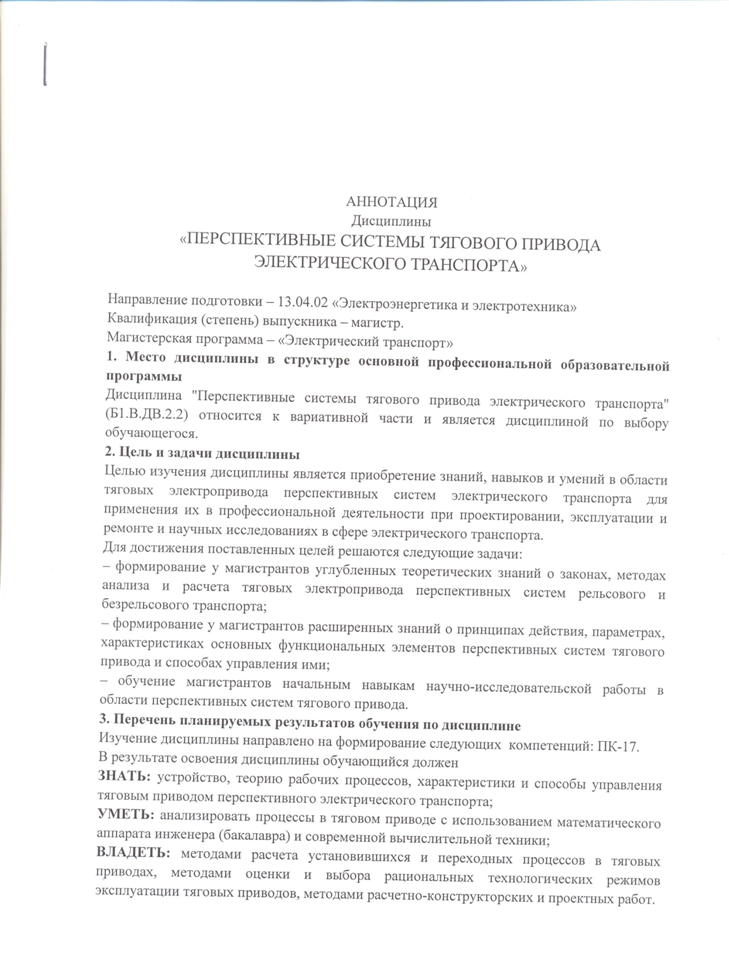 АННОТАЦИЯ
Дисциплины
«ПЕРСПЕКТИВНЫЕ СИСТЕМЫ ТЯГОВОГО ПРИВОДА
ЭЛЕКТРИЧЕСКОГО ТРАНСПОРТА»
Направление подготовки – 13.04.02 «Электроэнергетика и электротехника»
Квалификация (степень) выпускника – магистр.
Магистерская программа – «Электрический транспорт»
1. Место дисциплины в структуре основной профессиональной образовательной
программы
Дисциплина "Перспективные системы тягового привода электрического транспорта"
(Б1.В.ДВ.2.2) относится к вариативной части и является дисциплиной по выбору
обучающегося.
2. Цель и задачи дисциплины
Целью изучения дисциплины является приобретение знаний, навыков и умений в области
тяговых электропривода перспективных систем электрического транспорта для
применения их в профессиональной деятельности при проектировании, эксплуатации и
ремонте и научных исследованиях в сфере электрического транспорта.
Для достижения поставленных целей решаются следующие задачи:
– формирование у магистрантов углубленных теоретических знаний о законах, методах
анализа и расчета тяговых электропривода перспективных систем рельсового и
безрельсового транспорта;
– формирование у магистрантов расширенных знаний о принципах действия, параметрах,
характеристиках основных функциональных элементов перспективных систем тягового
привода и способах управления ими;
– обучение магистрантов начальным навыкам научно-исследовательской работы в
области перспективных систем тягового привода.
3. Перечень планируемых результатов обучения по дисциплине
Изучение дисциплины направлено на формирование следующих компетенций: ПК-17.
В результате освоения дисциплины обучающийся должен
ЗНАТЬ: устройство, теорию рабочих процессов, характеристики и способы управления
тяговым приводом перспективного электрического транспорта;
УМЕТЬ: анализировать процессы в тяговом приводе с использованием математического
аппарата инженера (бакалавра) и современной вычислительной техники;
ВЛАДЕТЬ: методами расчета установившихся и переходных процессов в тяговых
приводах, методами оценки и выбора рациональных технологических режимов
эксплуатации тяговых приводов, методами расчетно-конструкторских и проектных работ.